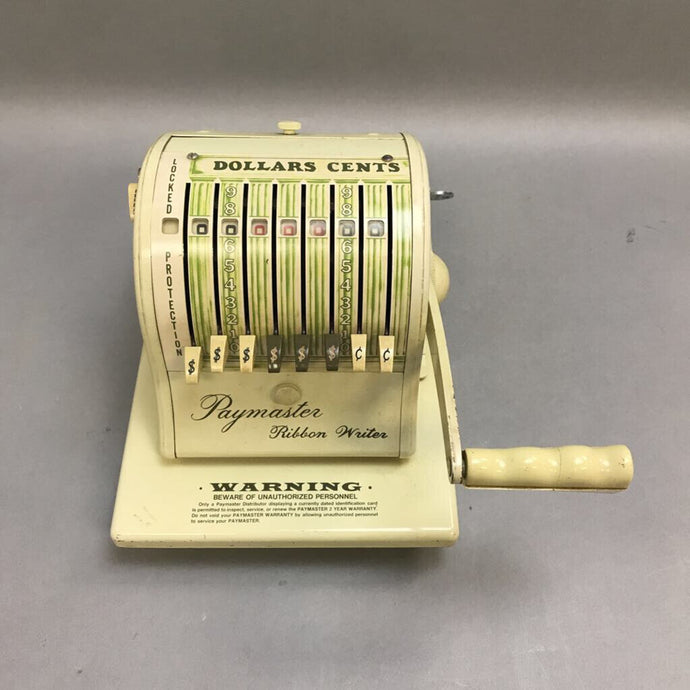 DOLLARS CENTS
LOCKED
PROTECTION
9 9
8 8
6 6
5 5
4 4
3 3
2 2
1 1
0 0
$ $ $ $ $ $ ¢ ¢
Paymaster
Ribbon Writer
· WARNING ·
BEWARE OF UNAUTHORIZED PERSONNEL
Only a Paymaster Distributor displaying a currently dated identification card
is permitted to inspect, service, or renew the PAYMASTER 2 YEAR WARRANTY.
Do not void your PAYMASTER WARRANTY by allowing unauthorized personnel
to service your PAYMASTER.